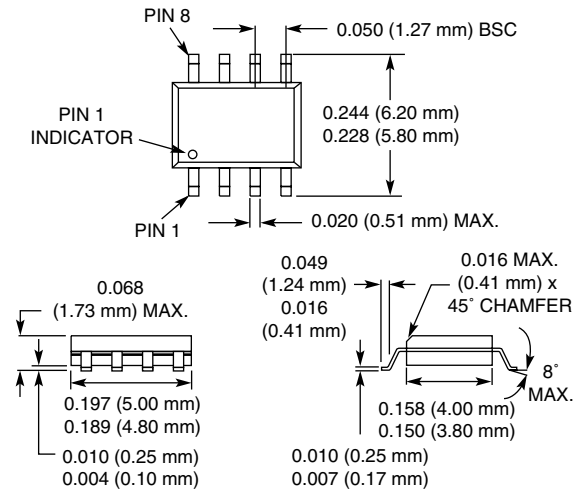 PIN 8
0.050 (1.27 mm) BSC
PIN 1
INDICATOR
0.244 (6.20 mm)
0.228 (5.80 mm)
PIN 1
0.020 (0.51 mm) MAX.
0.068
(1.73 mm) MAX.
0.197 (5.00 mm)
0.189 (4.80 mm)
0.010 (0.25 mm)
0.004 (0.10 mm)
0.049
(1.24 mm)
0.016
(0.41 mm)
0.016 MAX.
(0.41 mm) x
45˚ CHAMFER
8˚
MAX.
0.158 (4.00 mm)
0.150 (3.80 mm)
0.010 (0.25 mm)
0.007 (0.17 mm)